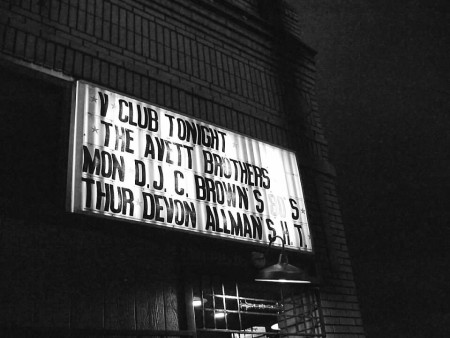 V CLUB TONIGHT
THE AVETT BROTHERS
MON D.J. C. BROWN S S.
THUR DEVON ALLMAN S H T.